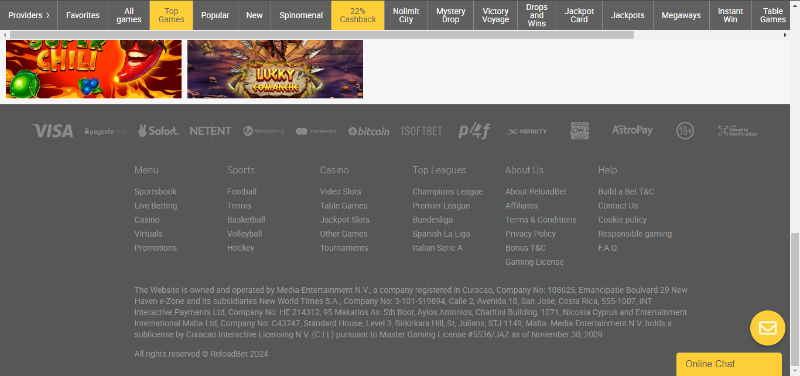 Providers > Favorites All games Top Games Popular New Spinomenal 22% Cashback Nolimit City Mystery Drop Victory Voyage Drops and Wins Jackpot Card Jackpots Megaways Instant Win Table Games
SUPER CHILI
LUCKY COMANCHE
VISA paysafecard Sofort. NETENT bitcoin iSOFTBET MIFINITY AstroPay 18+
Menu Sports Casino Top Leagues About Us Help
Sportsbook Football Video Slots Champions League About ReloadBet Build a Bet T&C
Live Betting Tennis Table Games Premier League Affiliates Contact Us
Casino Basketball Jackpot Slots Bundesliga Terms & Conditions Cookie policy
Virtuals Volleyball Other Games Spanish La Liga Privacy Policy Responsible gaming
Promotions Hockey Tournaments Italian Serie A Bonus T&C F.A.Q.
Gaming License
The Website is owned and operated by Media Entertainment N.V., a company registered in Curacao, Company No: 108625, Emancipatie Boulvard 29 New
Haven e-Zone and its subsidiaries New World Times S.A., Company No: 3-101-519894, Calle 2, Avenida 18, San Jose, Costa Rica, 555-1007, INT
Interactive Payments Ltd, Company No: HE 214312, 95 Makarios Av. 5th floor, Aylos Antonios, Charitini Building, 1071, Nicosia Cyprus and Entertainment
International Malta Ltd, Company No: C43747, Standard House, Level 3, Birkirkara Hill, St, Julians, STJ 1149, Malta. Media Entertainment N.V. holds a
sublicense by Curacao Interactive Licensing N.V. (C.I.L) pursuant to Master Gaming License #5536/JAZ as of November 30, 2009.
All rights reserved © ReloadBet 2024
Online Chat